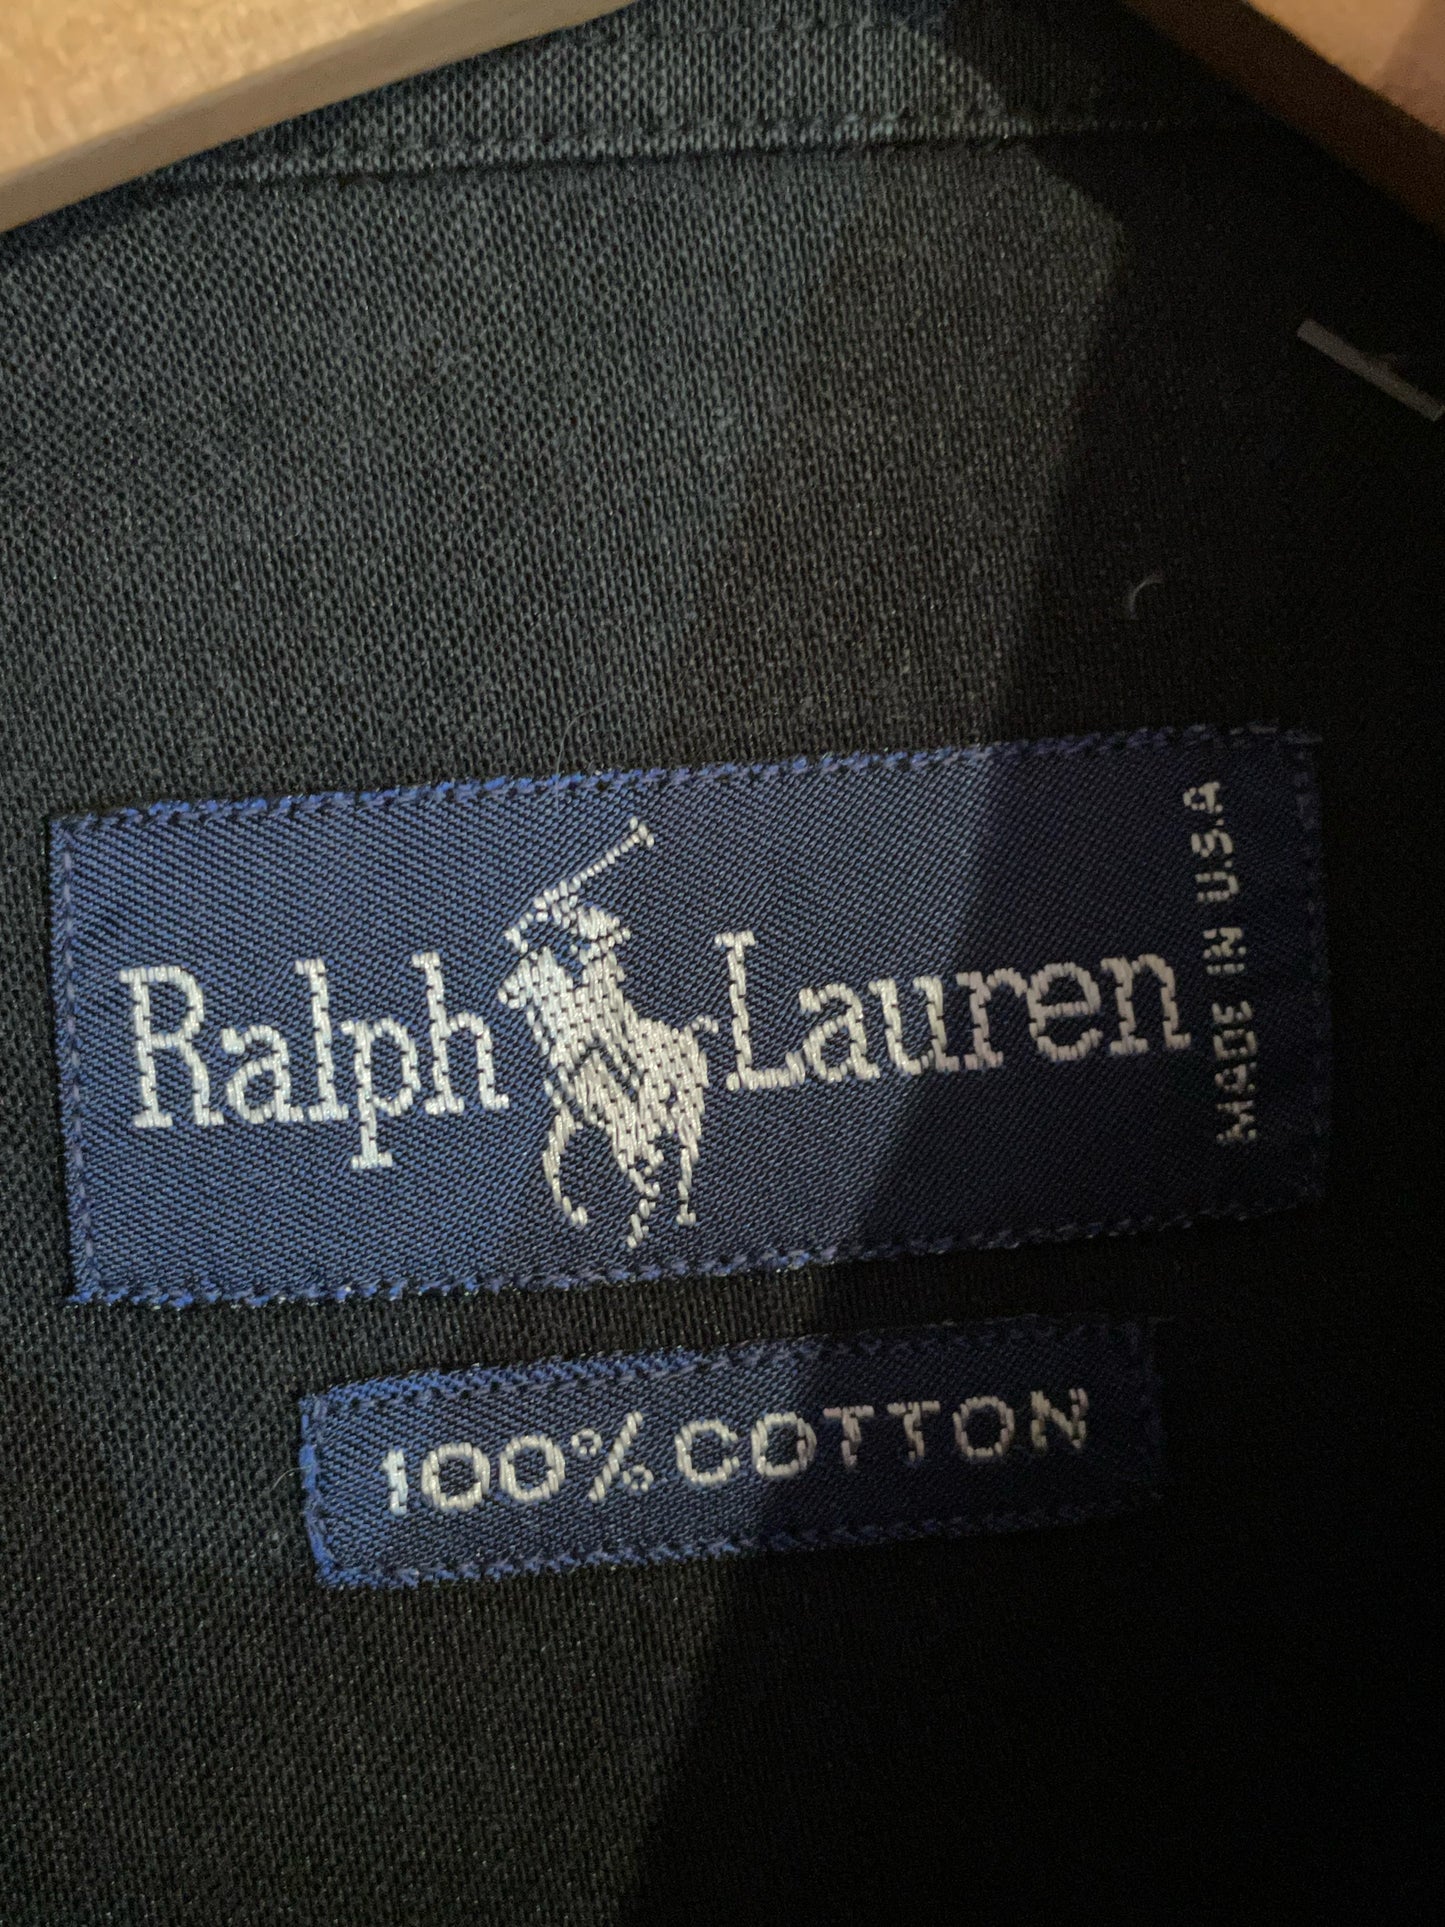 Ralph Lauren
MADE IN U.S.A
100% COTTON